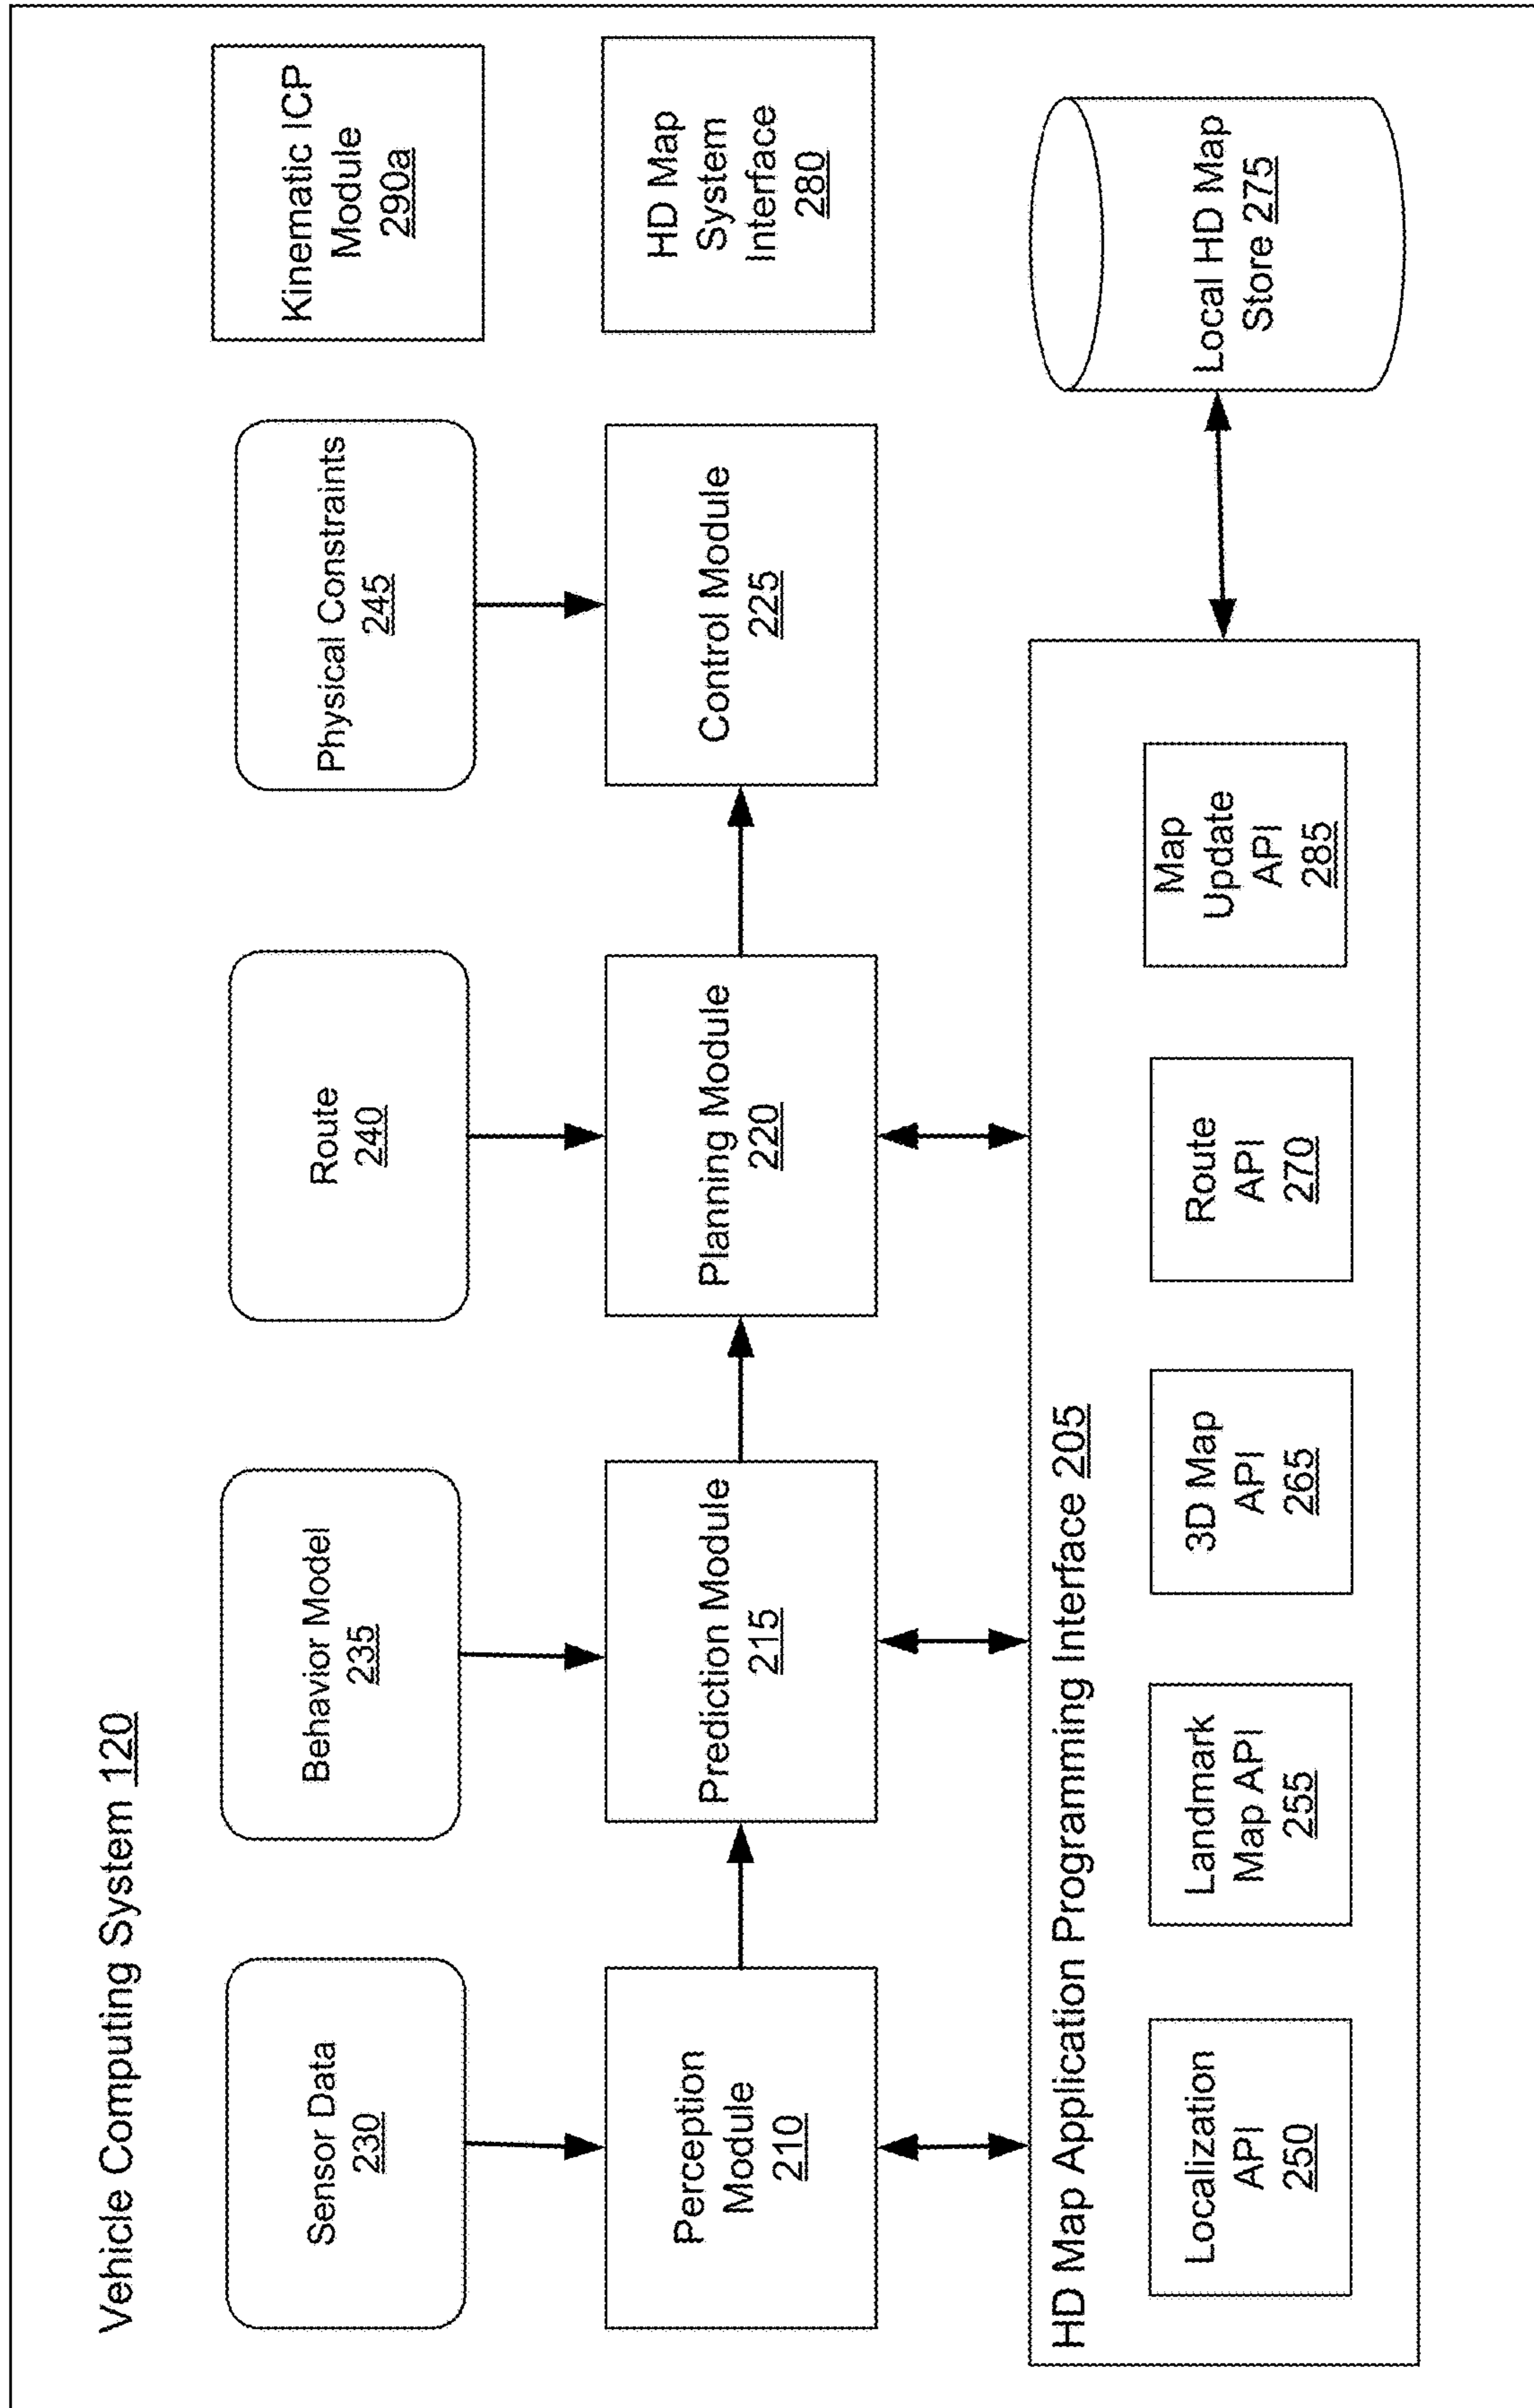 Vehicle Computing System 120
Sensor Data
230
Behavior Model
235
Route
240
Physical Constraints
245
Kinematic ICP
Module
290a
Perception
Module
210
Prediction Module
215
Planning Module
220
Control Module
225
HD Map
System
Interface
280
HD Map Application Programming Interface 205
Localization
API
250
Landmark
Map API
255
3D Map
API
265
Route
API
270
Map
Update
API
285
Local HD Map
Store 275